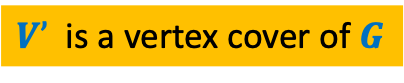 V’ is a vertex cover of G